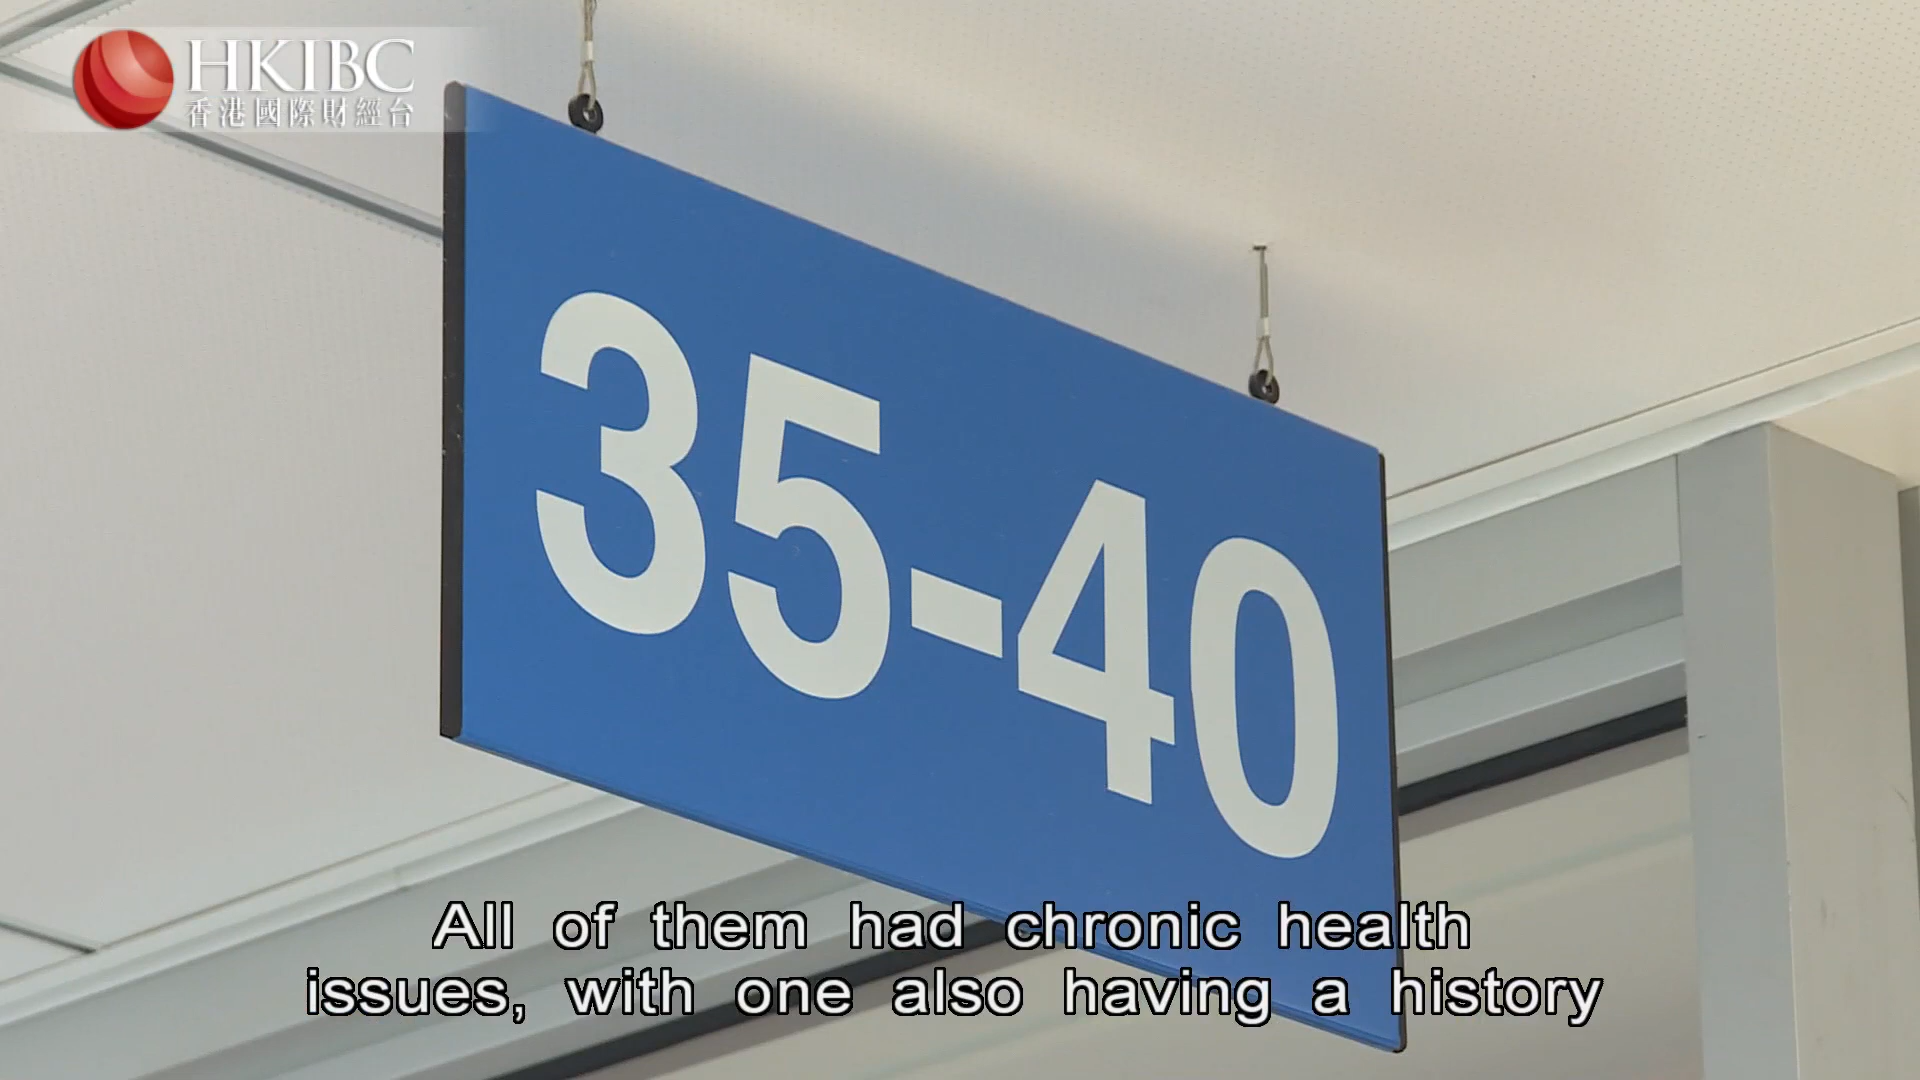 HKIBC
香港國際財經台
35-40
All of them had chronic health
issues, with one also having a history